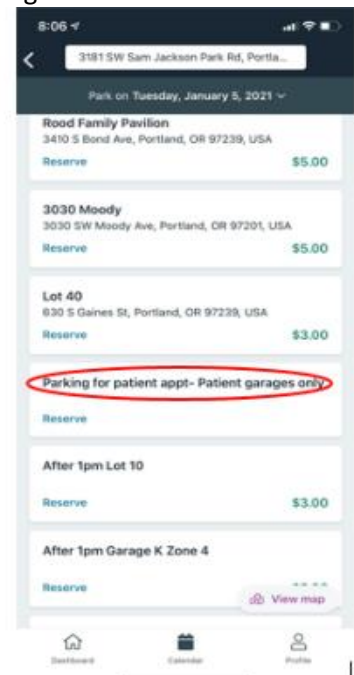 8:06
3181 SW Sam Jackson Park Rd, Portla...
Park on Tuesday, January 5, 2021
Rood Family Pavilion
3410 S Bond Ave, Portland, OR 97239, USA
Reserve $5.00
3030 Moody
3030 SW Moody Ave, Portland, OR 97201, USA
Reserve $5.00
Lot 40
630 S Gaines St, Portland, OR 97239, USA
Reserve $3.00
Parking for patient appt- Patient garages only
Reserve
After 1pm Lot 10
Reserve $3.00
After 1pm Garage K Zone 4
Reserve
View map
Dashboard Calendar Profile